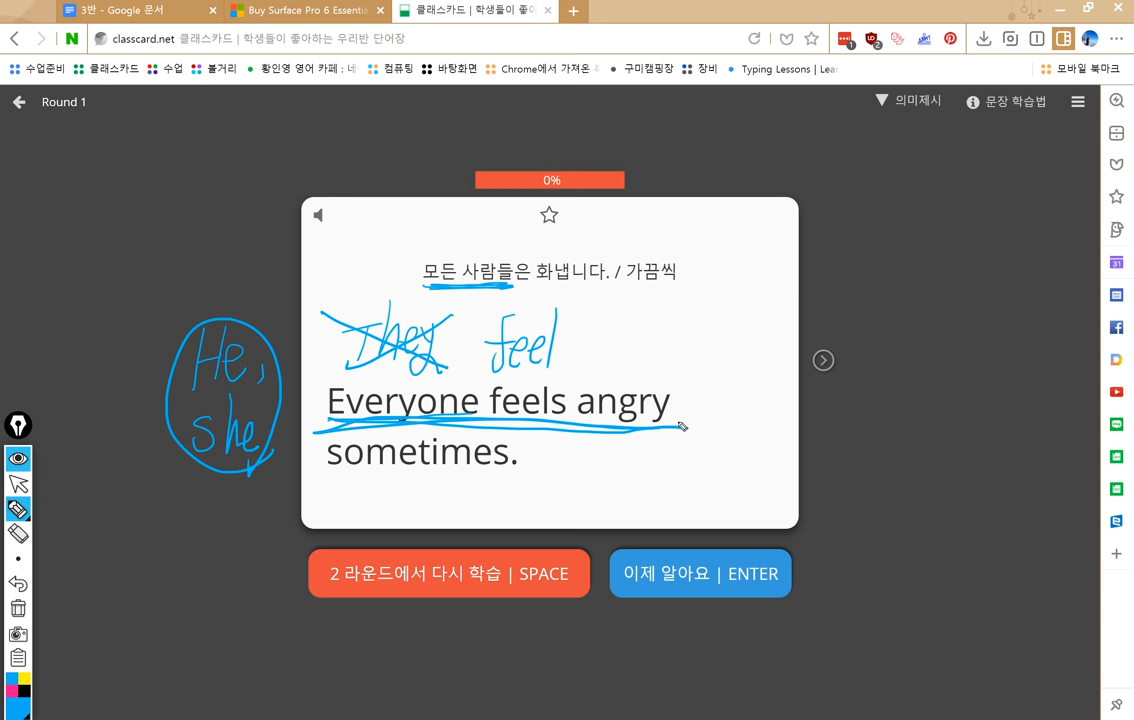 3반 - Google 문서
Buy Surface Pro 6 Essentia
클래스카드 | 학생들이 좋아
N classcard.net 클래스카드 | 학생들이 좋아하는 우리반 단어장
1
2
수업준비 클래스카드 수업 볼거리 황인영 영어 카페 : 네 컴퓨팅 바탕화면 Chrome에서 가져온 구미캠핑장 장비 Typing Lessons | Lear 모바일 북마크
Round 1
의미제시 문장 학습법
0%
모든 사람들은 화냅니다. / 가끔씩
They feel
He,
she
Everyone feels angry
sometimes.
2 라운드에서 다시 학습 | SPACE
이제 알아요 | ENTER
31